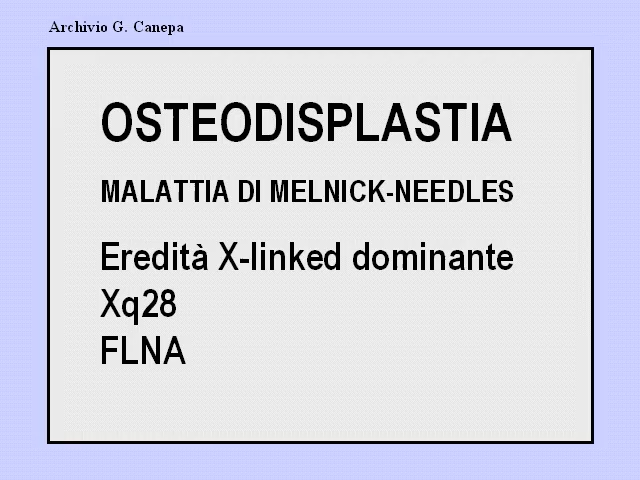 Archivio G. Canepa
OSTEODISPLASTIA
MALATTIA DI MELNICK-NEEDLES
Eredità X-linked dominante
Xq28
FLNA